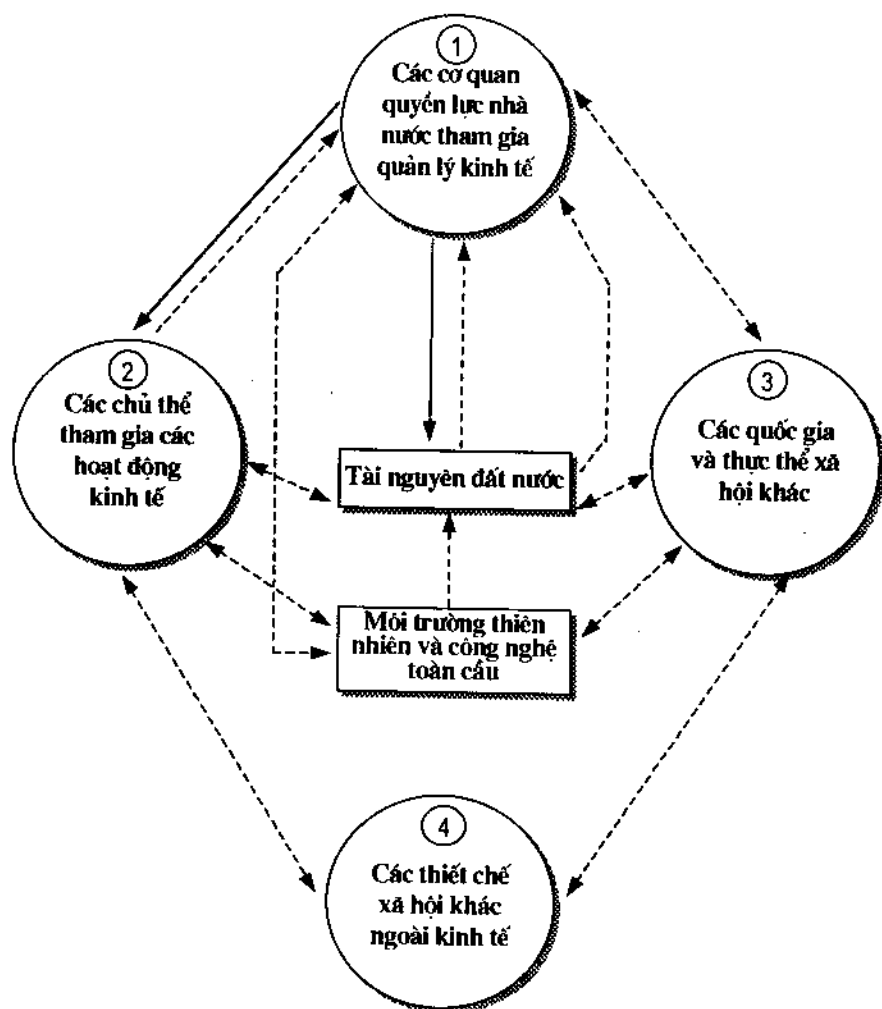 1
Các cơ quan
quyền lực nhà
nước tham gia
quản lý kinh tế
2
Các chủ thể
tham gia các
hoạt động
kinh tế
3
Các quốc gia
và thực thể xã
hội khác
Tài nguyên đất nước
Môi trường thiên
nhiên và công nghệ
toàn cầu
4
Các thiết chế
xã hội khác
ngoài kinh tế